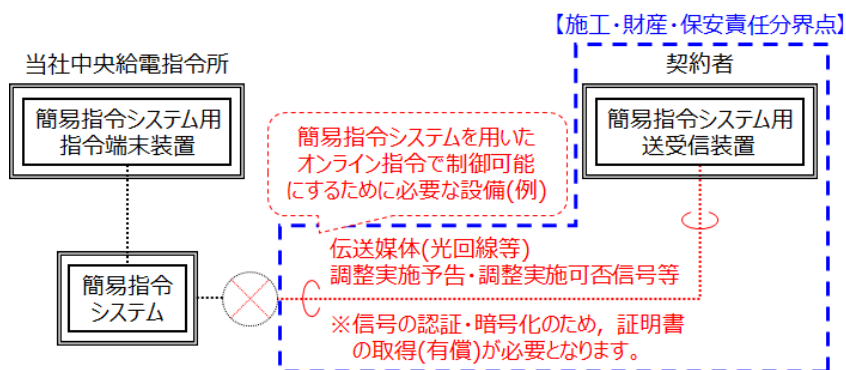 【施工・財産・保安責任分界点】
当社中央給電指令所
契約者
簡易指令システム用
指令端末装置
簡易指令システムを用いた
オンライン指令で制御可能
にするために必要な設備(例)
簡易指令システム用
送受信装置
伝送媒体(光回線等)
調整実施予告・調整実施可否信号等
簡易指令
システム
※信号の認証・暗号化のため, 証明書
の取得(有償)が必要となります。